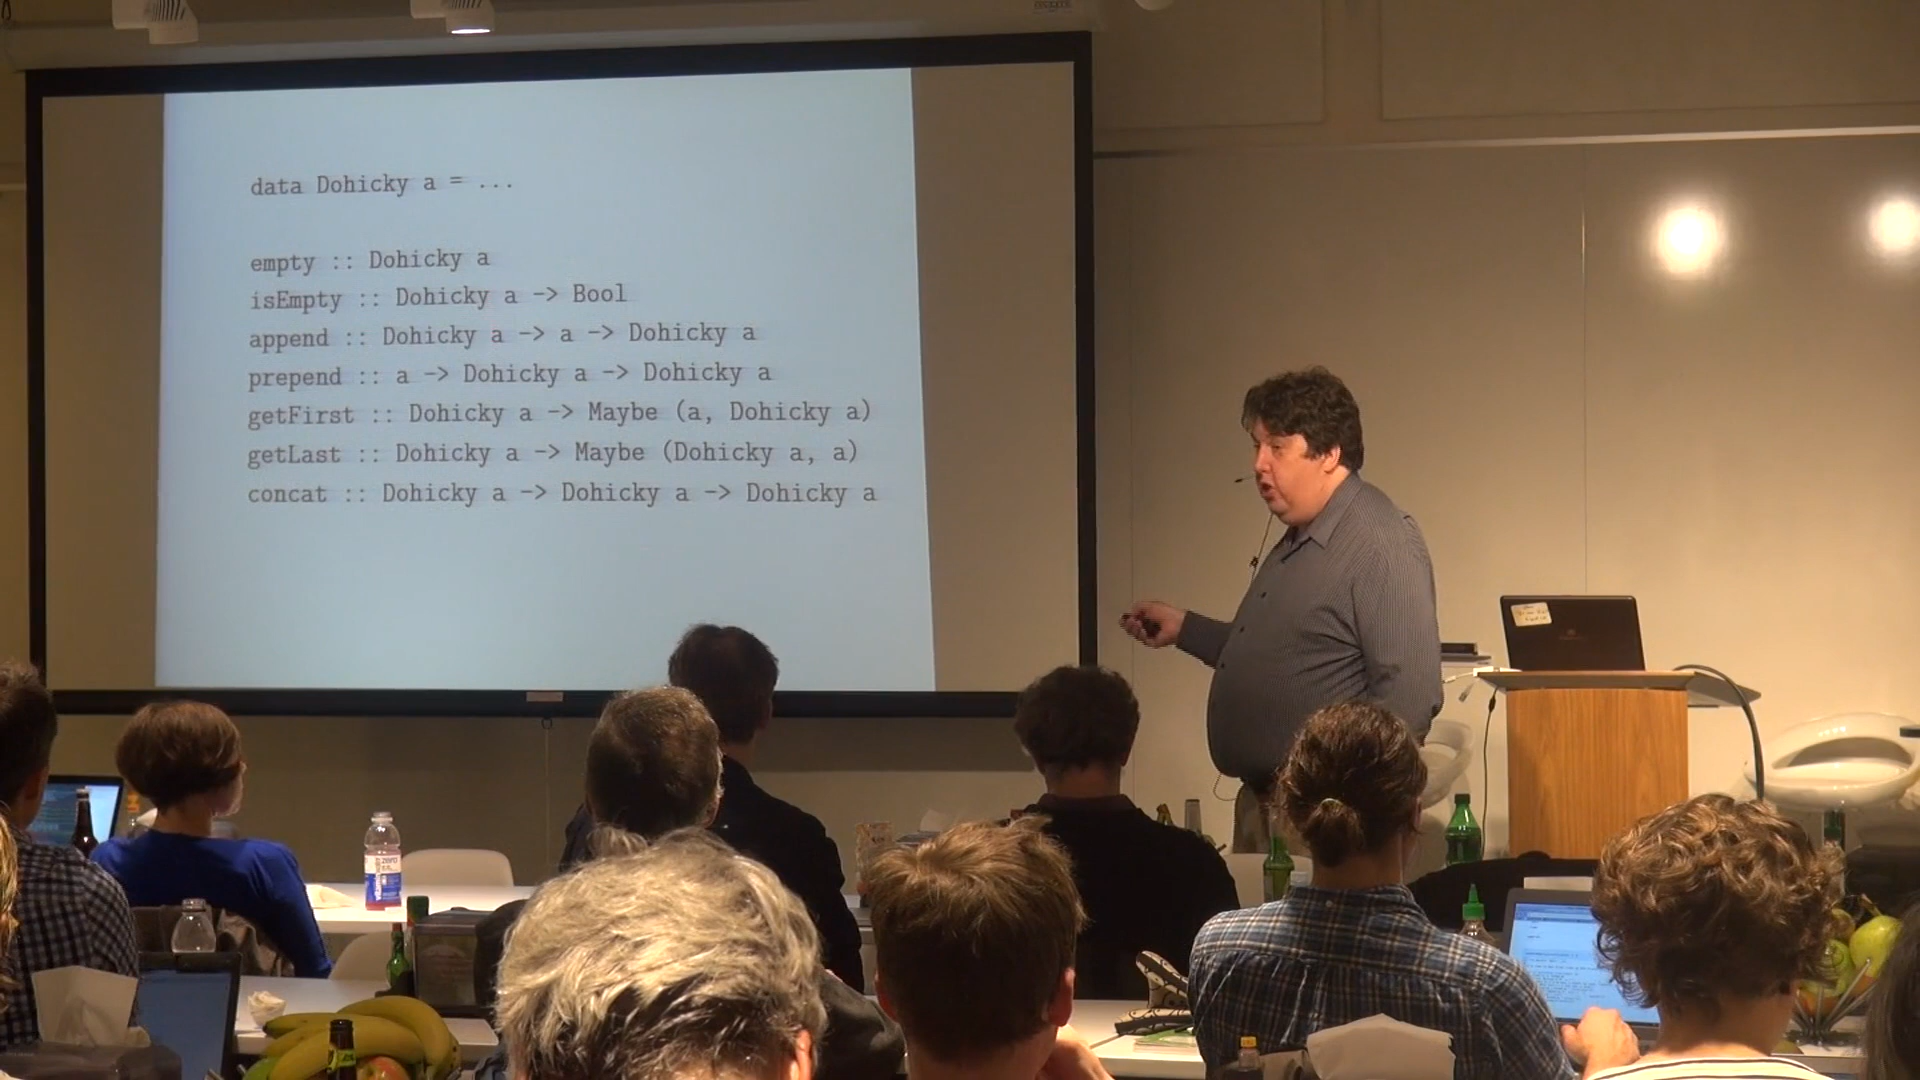 data Dohicky a = ...
empty :: Dohicky a
isEmpty :: Dohicky a -> Bool
append :: Dohicky a -> a -> Dohicky a
prepend :: a -> Dohicky a -> Dohicky a
getFirst :: Dohicky a -> Maybe (a, Dohicky a)
getLast :: Dohicky a -> Maybe (Dohicky a, a)
concat :: Dohicky a -> Dohicky a -> Dohicky a